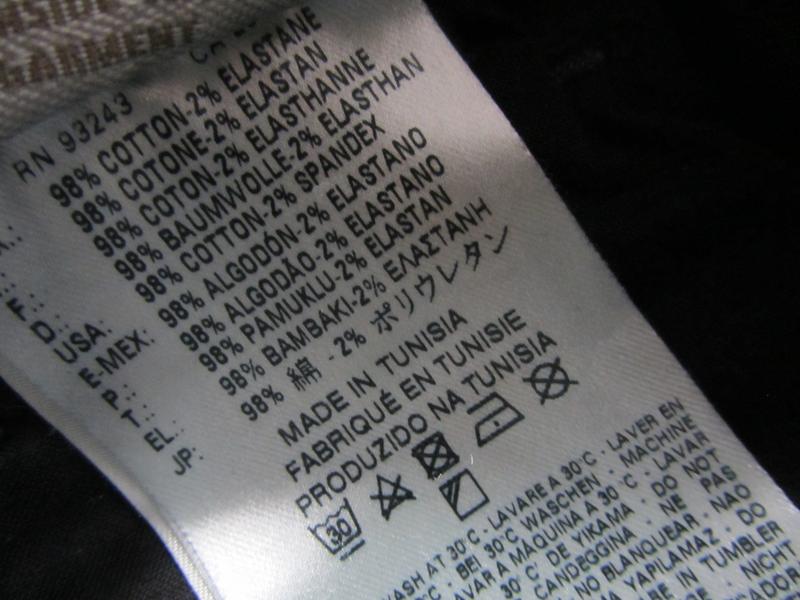 GARMENT
RN 93243
98% COTTON-2% ELASTANE
98% COTONE-2% ELASTAN
F.: 98% COTON-2% ELASTHANNE
D.: 98% BAUMWOLLE-2% ELASTHAN
USA: 98% COTTON-2% SPANDEX
E-MEX: 98% ALGODÓN-2% ELASTANO
P.: 98% ALGODÃO-2% ELASTANO
T.: 98% PAMUKLU-2% ELASTAN
EL.: 98% BAMBAKI-2% ΕΛΑΣΤΑΝΗ
JP: 98% 綿 -2% ポリウレタン
MADE IN TUNISIA
FABRIQUÉ EN TUNISIE
PRODUZIDO NA TUNISIA
30
WASH AT 30°C - LAVARE A 30°C - LAVER EN
30°C - BEI 30°C WASCHEN - MACHINE
LAVAR A MAQUINA A 30°C - LAVAR
30° C' DE YIKAMA - DO NOT
CANDEGGINA - NE PAS
NO BLANQUEAR - NAO
YAPILAMAZ - DO
IN TUMBLER
NICHT